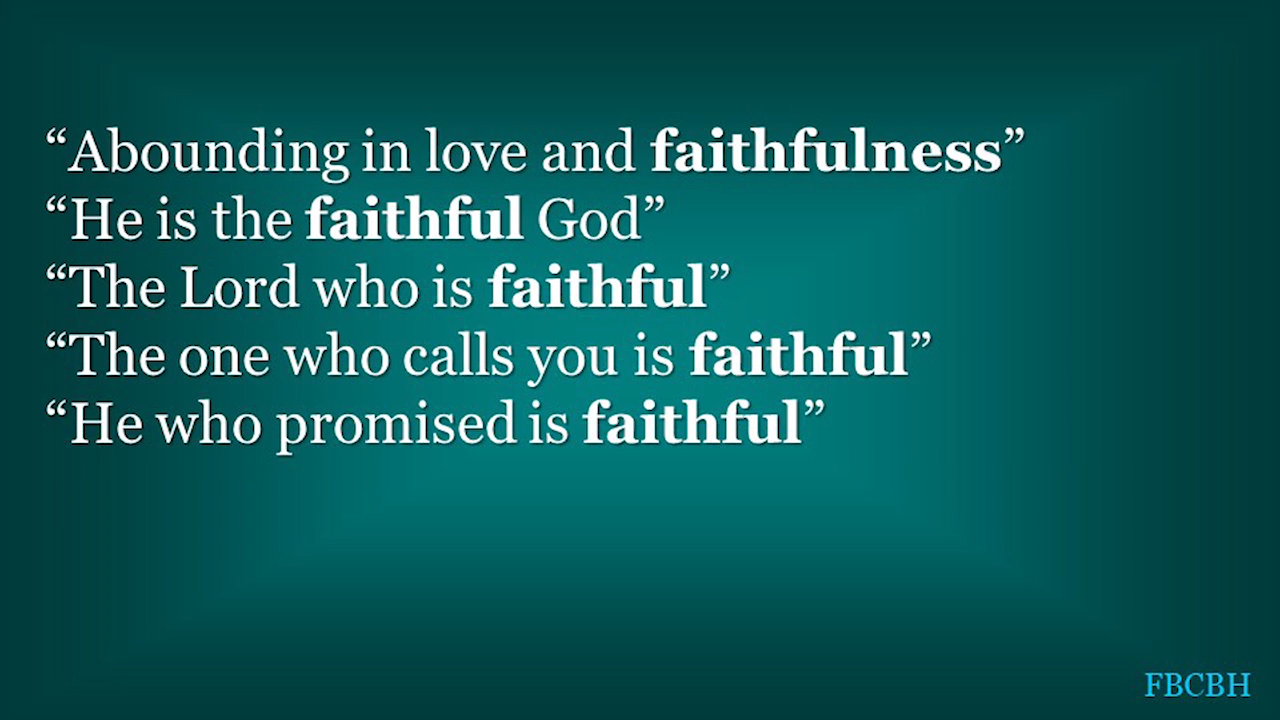 “Abounding in love and faithfulness”
“He is the faithful God”
“The Lord who is faithful”
“The one who calls you is faithful”
“He who promised is faithful”
FBCBH